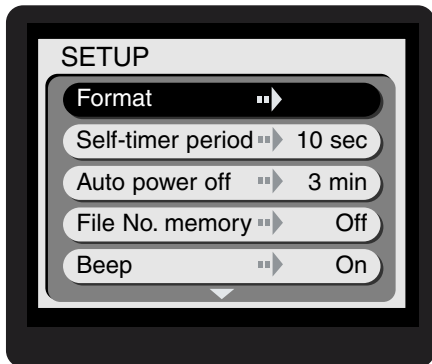 SETUP
Format
Self-timer period 10 sec
Auto power off 3 min
File No. memory Off
Beep On